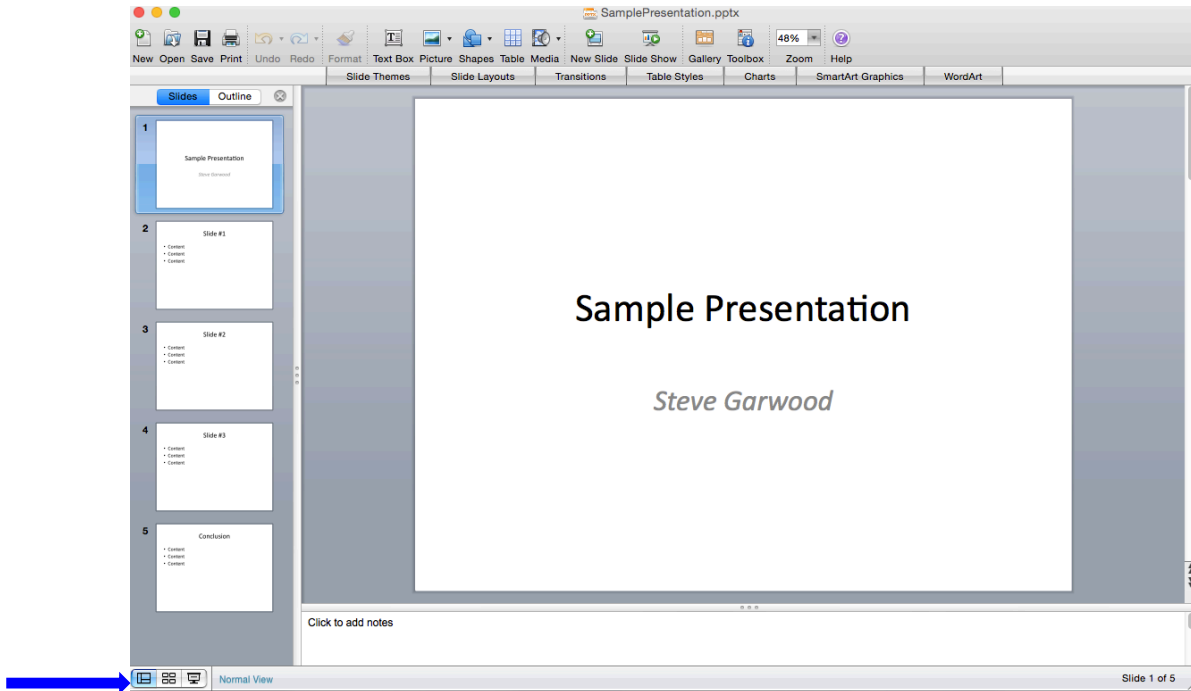 SamplePresentation.pptx
48%
New Open Save Print Undo Redo Format Text Box Picture Shapes Table Media New Slide Slide Show Gallery Toolbox Zoom Help
Slide Themes Slide Layouts Transitions Table Styles Charts SmartArt Graphics WordArt
Slides Outline
1
Sample Presentation
Steve Garwood
2
Slide #1
• Content
• Content
• Content
3
Slide #2
• Content
• Content
• Content
4
Slide #3
• Content
• Content
• Content
5
Conclusion
• Content
• Content
• Content
Sample Presentation
Steve Garwood
Click to add notes
Normal View
Slide 1 of 5